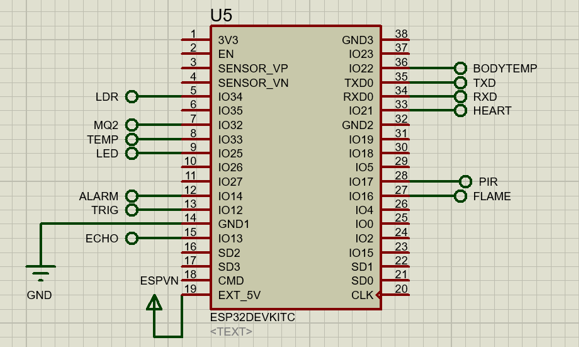 U5
1 3V3 GND3 38
2 EN IO23 37
3 SENSOR_VP IO22 36 BODYTEMP
4 SENSOR_VN TXD0 35 TXD
LDR 5 IO34 RXD0 34 RXD
6 IO35 IO21 33 HEART
MQ2 7 IO32 GND2 32
TEMP 8 IO33 IO19 31
LED 9 IO25 IO18 30
10 IO26 IO5 29
11 IO27 IO17 28 PIR
ALARM 12 IO14 IO16 27 FLAME
TRIG 13 IO12 IO4 26
14 GND1 IO0 25
ECHO 15 IO13 IO2 24
16 SD2 IO15 23
17 SD3 SD1 22
ESPVN 18 CMD SD0 21
19 EXT_5V CLK 20
GND
ESP32DEVKITC
<TEXT>